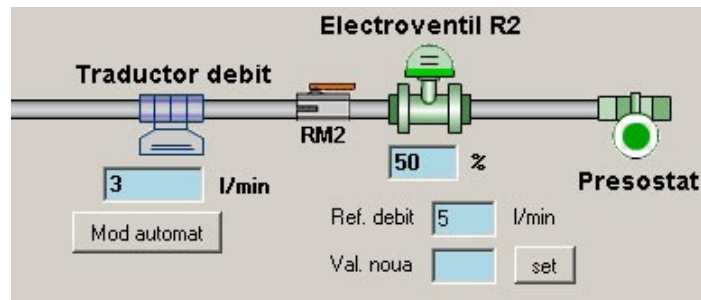 Electroventil R2
Traductor debit
RM2
50 %
Presostat
3 l/min
Mod automat
Ref. debit 5 l/min
Val. noua set